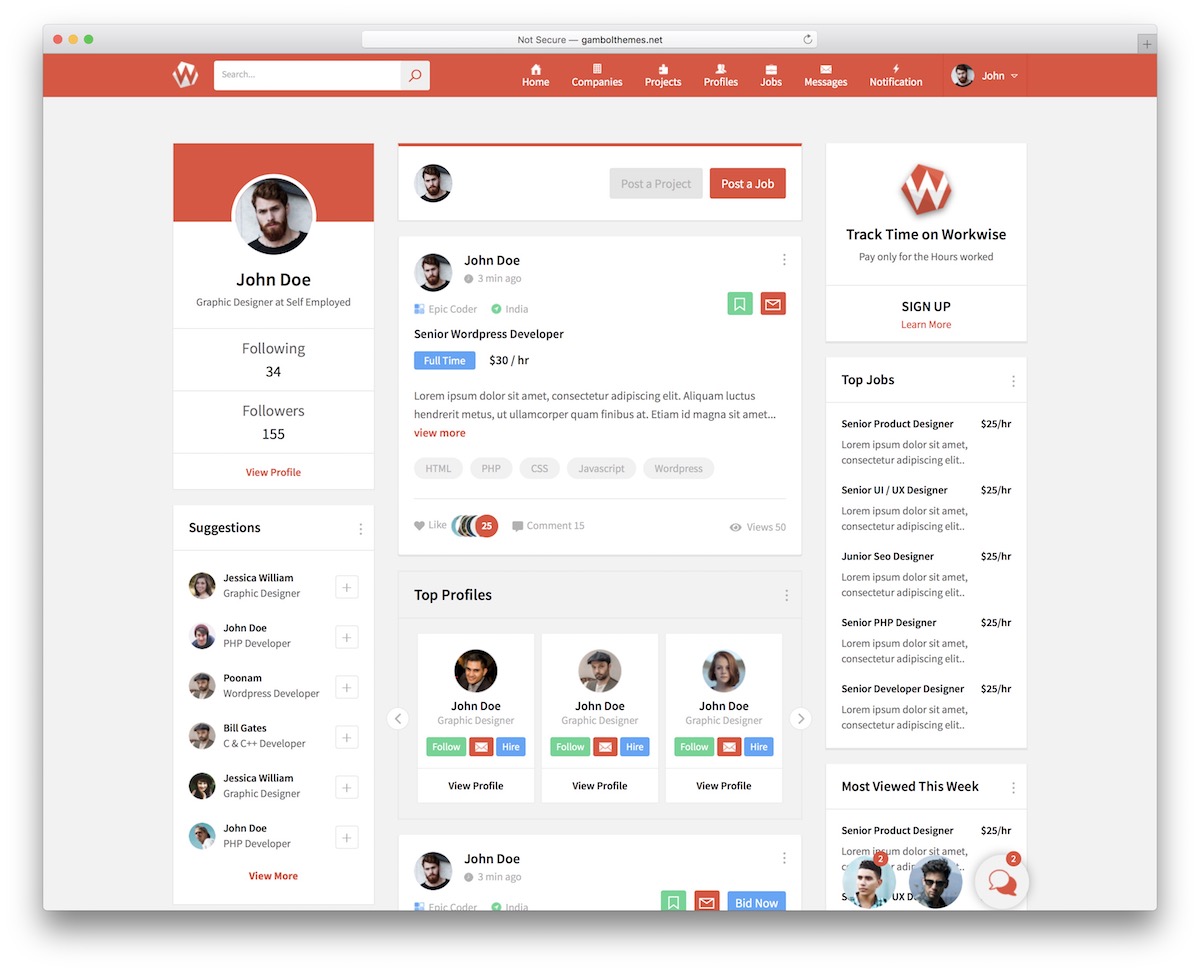 Not Secure — gambolthemes.net
W
Search...
Home
Companies
Projects
Profiles
Jobs
Messages
Notification
John
John Doe
Graphic Designer at Self Employed
Following
34
Followers
155
View Profile
Suggestions
Jessica William
Graphic Designer
John Doe
PHP Developer
Poonam
Wordpress Developer
Bill Gates
C & C++ Developer
Jessica William
Graphic Designer
John Doe
PHP Developer
View More
Post a Project
Post a Job
John Doe
3 min ago
Epic Coder
India
Senior Wordpress Developer
Full Time
$30 / hr
Lorem ipsum dolor sit amet, consectetur adipiscing elit. Aliquam luctus
hendrerit metus, ut ullamcorper quam finibus at. Etiam id magna sit amet...
view more
HTML
PHP
CSS
Javascript
Wordpress
Like
25
Comment 15
Views 50
Top Profiles
John Doe
Graphic Designer
Follow
Hire
View Profile
John Doe
Graphic Designer
Follow
Hire
View Profile
John Doe
Graphic Designer
Follow
Hire
View Profile
John Doe
3 min ago
Epic Coder
India
Bid Now
W
Track Time on Workwise
Pay only for the Hours worked
SIGN UP
Learn More
Top Jobs
Senior Product Designer $25/hr
Lorem ipsum dolor sit amet,
consectetur adipiscing elit..
Senior UI / UX Designer $25/hr
Lorem ipsum dolor sit amet,
consectetur adipiscing elit..
Junior Seo Designer $25/hr
Lorem ipsum dolor sit amet,
consectetur adipiscing elit..
Senior PHP Designer $25/hr
Lorem ipsum dolor sit amet,
consectetur adipiscing elit..
Senior Developer Designer $25/hr
Lorem ipsum dolor sit amet,
consectetur adipiscing elit..
Most Viewed This Week
Senior Product Designer $25/hr
Lorem ipsum dolor sit amet,
2
2
$25/hr